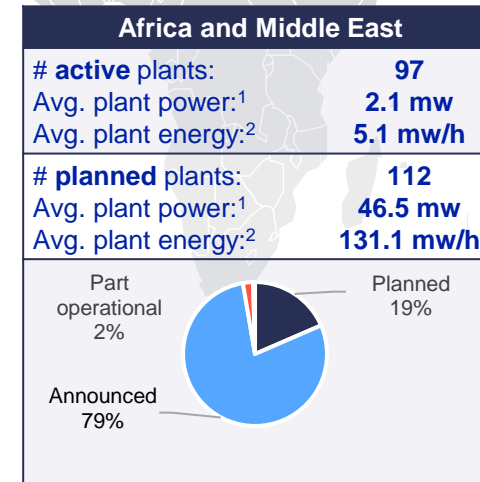 Africa and Middle East
# active plants: 97
Avg. plant power:¹ 2.1 mw
Avg. plant energy:² 5.1 mw/h
# planned plants: 112
Avg. plant power:¹ 46.5 mw
Avg. plant energy:² 131.1 mw/h
Part
operational
2%
Planned
19%
Announced
79%